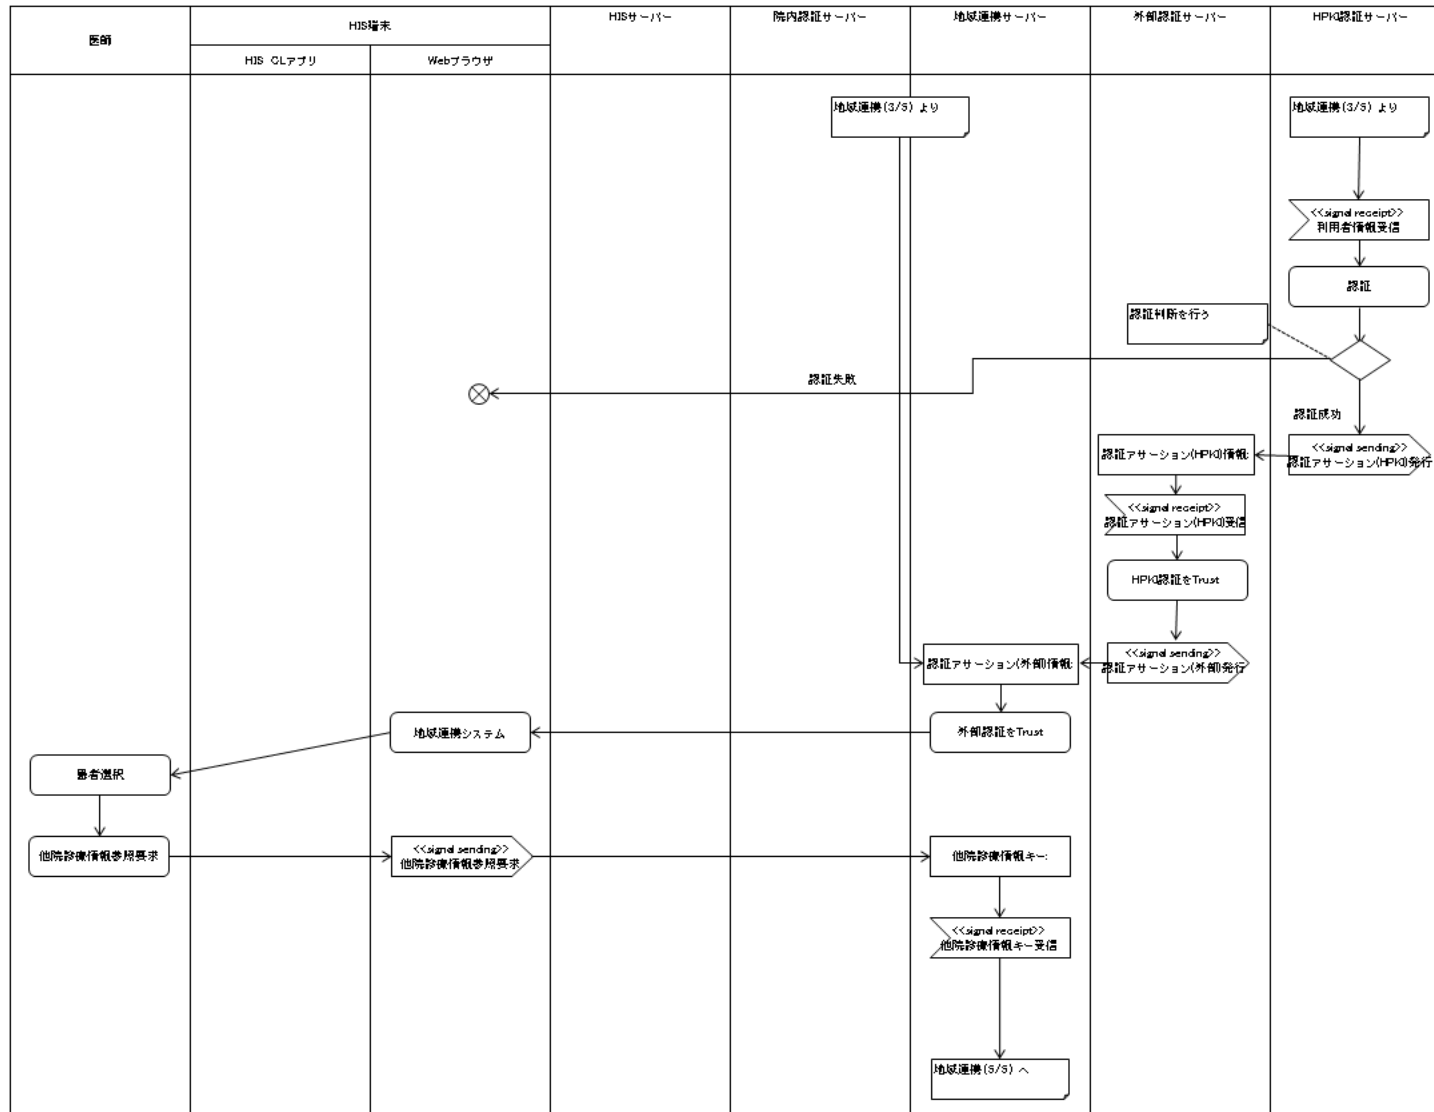 医師
HIS端末
HIS CLアプリ
Webブラウザ
HISサーバー
院内認証サーバー
地域連携サーバー
外部認証サーバー
HPKI認証サーバー
地域連携(3/5) より
地域連携(3/5) より
<<signal receipt>>
利用者情報受信
認証
認証判断を行う
認証失敗
認証成功
<<signal sending>>
認証アサーション(HPKI)発行
認証アサーション(HPKI)情報:
<<signal receipt>>
認証アサーション(HPKI)受信
HPKI認証をTrust
<<signal sending>>
認証アサーション(外部)発行
認証アサーション(外部)情報:
外部認証をTrust
地域連携システム
患者選択
他院診療情報参照要求
<<signal sending>>
他院診療情報参照要求
他院診療情報キー:
<<signal receipt>>
他院診療情報キー受信
地域連携(5/5) へ